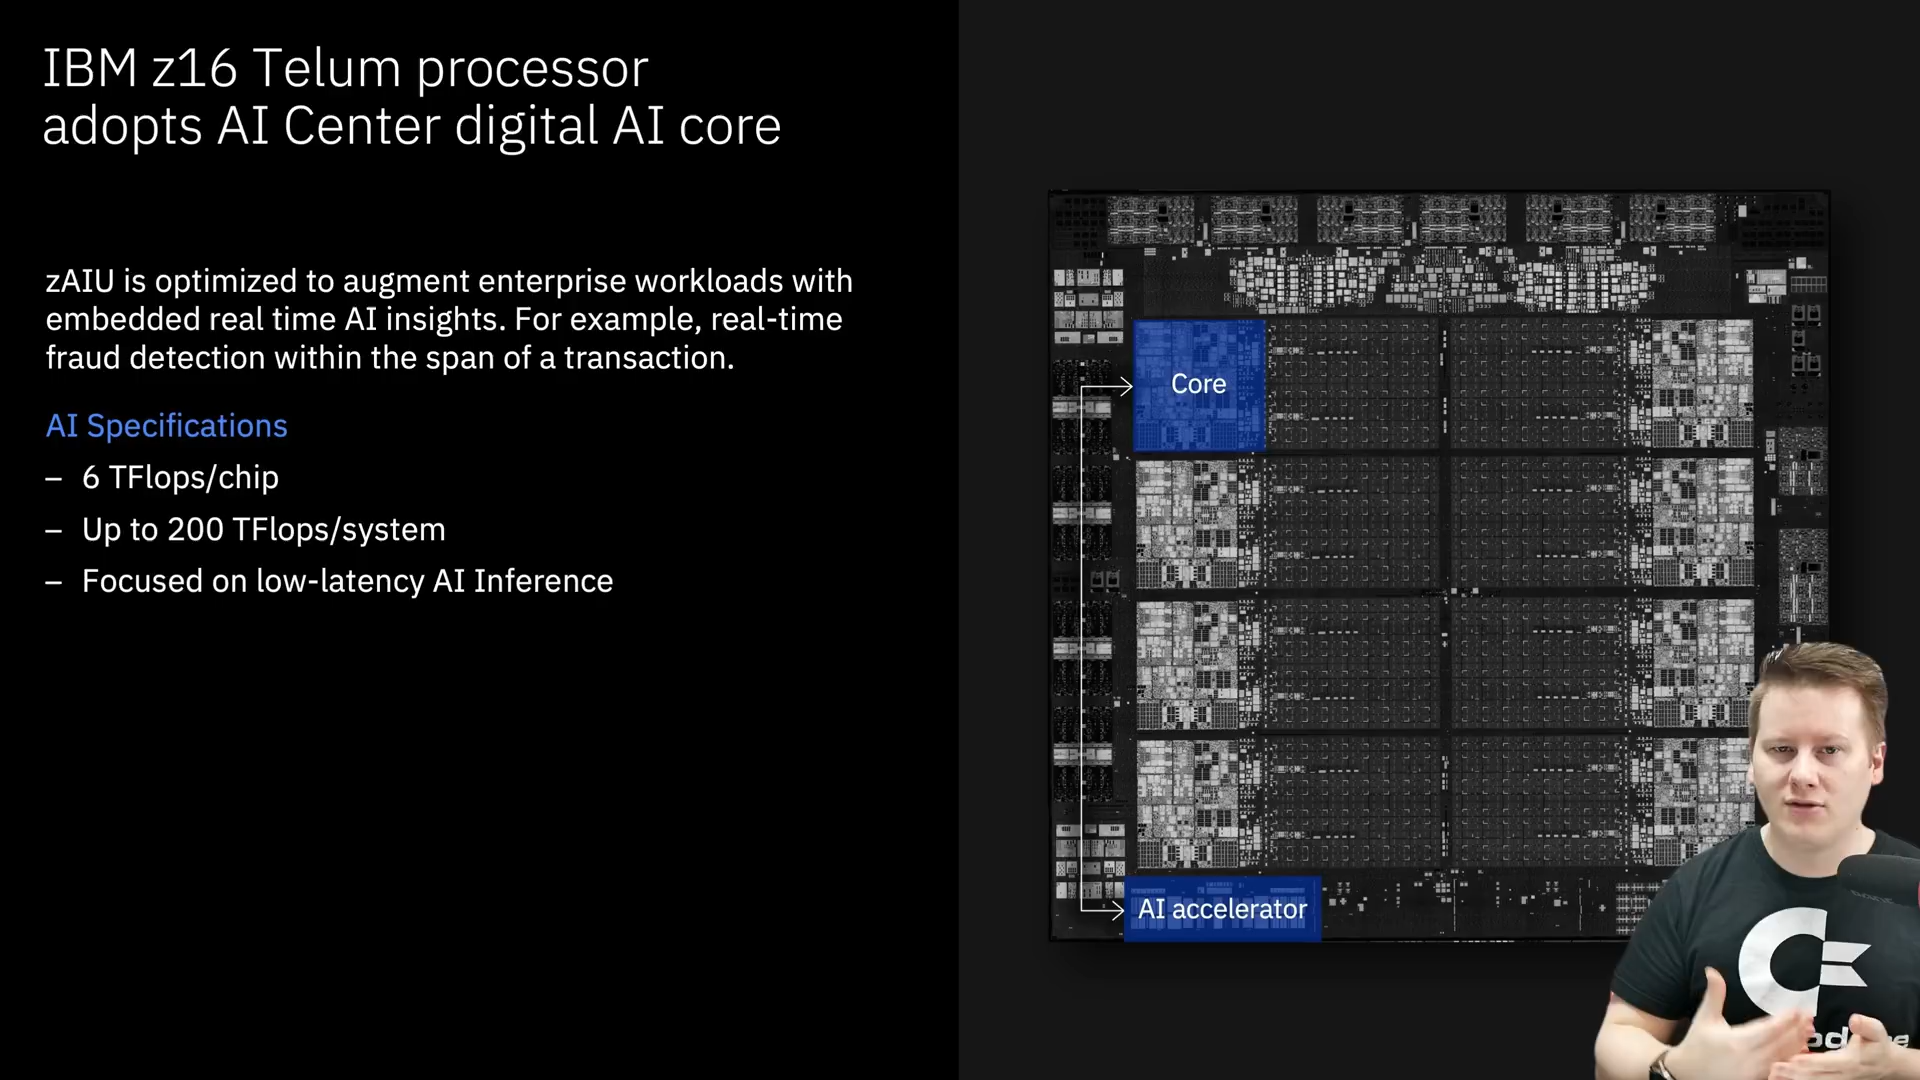 IBM z16 Telum processor
adopts AI Center digital AI core
zAIU is optimized to augment enterprise workloads with
embedded real time AI insights. For example, real-time
fraud detection within the span of a transaction.
AI Specifications
– 6 TFlops/chip
– Up to 200 TFlops/system
– Focused on low-latency AI Inference
Core
AI accelerator